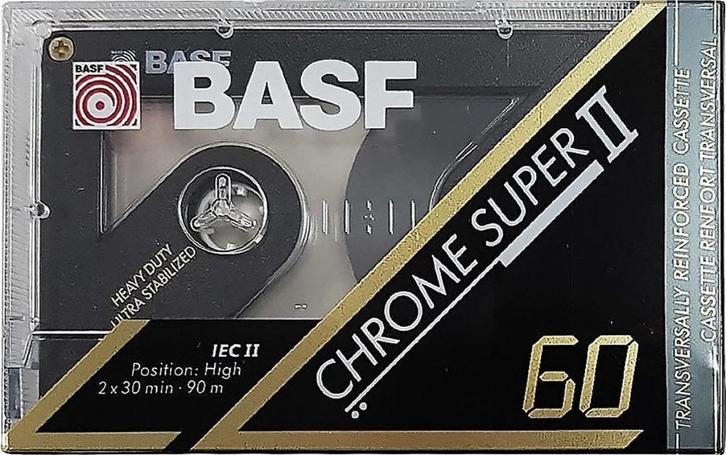 BASF
BASF
BASF
CHROME SUPER II
HEAVY DUTY
ULTRA STABILIZED
IEC II
Position: High
2 x 30 min · 90 m
60
TRANSVERSALLY REINFORCED CASSETTE
CASSETTE RENFORT TRANSVERSAL